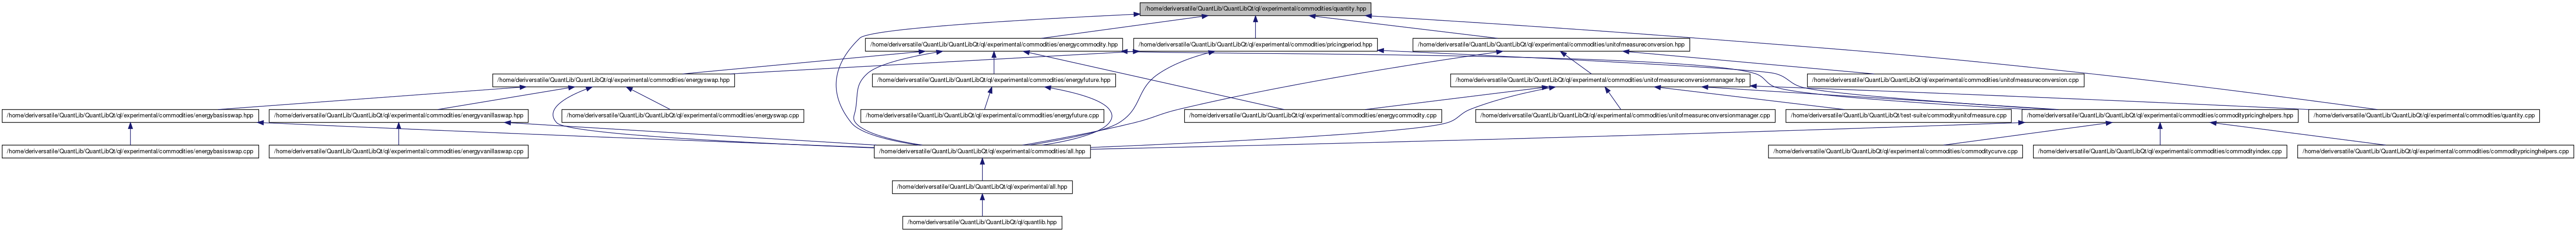 /home/deriversatile/QuantLib/QuantLibQt/ql/experimental/commodities/quantity.hpp
/home/deriversatile/QuantLib/QuantLibQt/ql/experimental/commodities/energycommodity.hpp
/home/deriversatile/QuantLib/QuantLibQt/ql/experimental/commodities/pricingperiod.hpp
/home/deriversatile/QuantLib/QuantLibQt/ql/experimental/commodities/unitofmeasureconversion.hpp
/home/deriversatile/QuantLib/QuantLibQt/ql/experimental/commodities/energyswap.hpp
/home/deriversatile/QuantLib/QuantLibQt/ql/experimental/commodities/energyfuture.hpp
/home/deriversatile/QuantLib/QuantLibQt/ql/experimental/commodities/unitofmeasureconversionmanager.hpp
/home/deriversatile/QuantLib/QuantLibQt/ql/experimental/commodities/unitofmeasureconversion.cpp
/home/deriversatile/QuantLib/QuantLibQt/ql/experimental/commodities/energybasisswap.hpp
/home/deriversatile/QuantLib/QuantLibQt/ql/experimental/commodities/energyvanillaswap.hpp
/home/deriversatile/QuantLib/QuantLibQt/ql/experimental/commodities/energyswap.cpp
/home/deriversatile/QuantLib/QuantLibQt/ql/experimental/commodities/energyfuture.cpp
/home/deriversatile/QuantLib/QuantLibQt/ql/experimental/commodities/energycommodity.cpp
/home/deriversatile/QuantLib/QuantLibQt/ql/experimental/commodities/unitofmeasureconversionmanager.cpp
/home/deriversatile/QuantLib/QuantLibQt/test-suite/commodityunitofmeasure.cpp
/home/deriversatile/QuantLib/QuantLibQt/ql/experimental/commodities/commoditypricinghelpers.hpp
/home/deriversatile/QuantLib/QuantLibQt/ql/experimental/commodities/quantity.cpp
/home/deriversatile/QuantLib/QuantLibQt/ql/experimental/commodities/energybasisswap.cpp
/home/deriversatile/QuantLib/QuantLibQt/ql/experimental/commodities/energyvanillaswap.cpp
/home/deriversatile/QuantLib/QuantLibQt/ql/experimental/commodities/all.hpp
/home/deriversatile/QuantLib/QuantLibQt/ql/experimental/commodities/commoditycurve.cpp
/home/deriversatile/QuantLib/QuantLibQt/ql/experimental/commodities/commodityindex.cpp
/home/deriversatile/QuantLib/QuantLibQt/ql/experimental/commodities/commoditypricinghelpers.cpp
/home/deriversatile/QuantLib/QuantLibQt/ql/experimental/all.hpp
/home/deriversatile/QuantLib/QuantLibQt/ql/quantlib.hpp